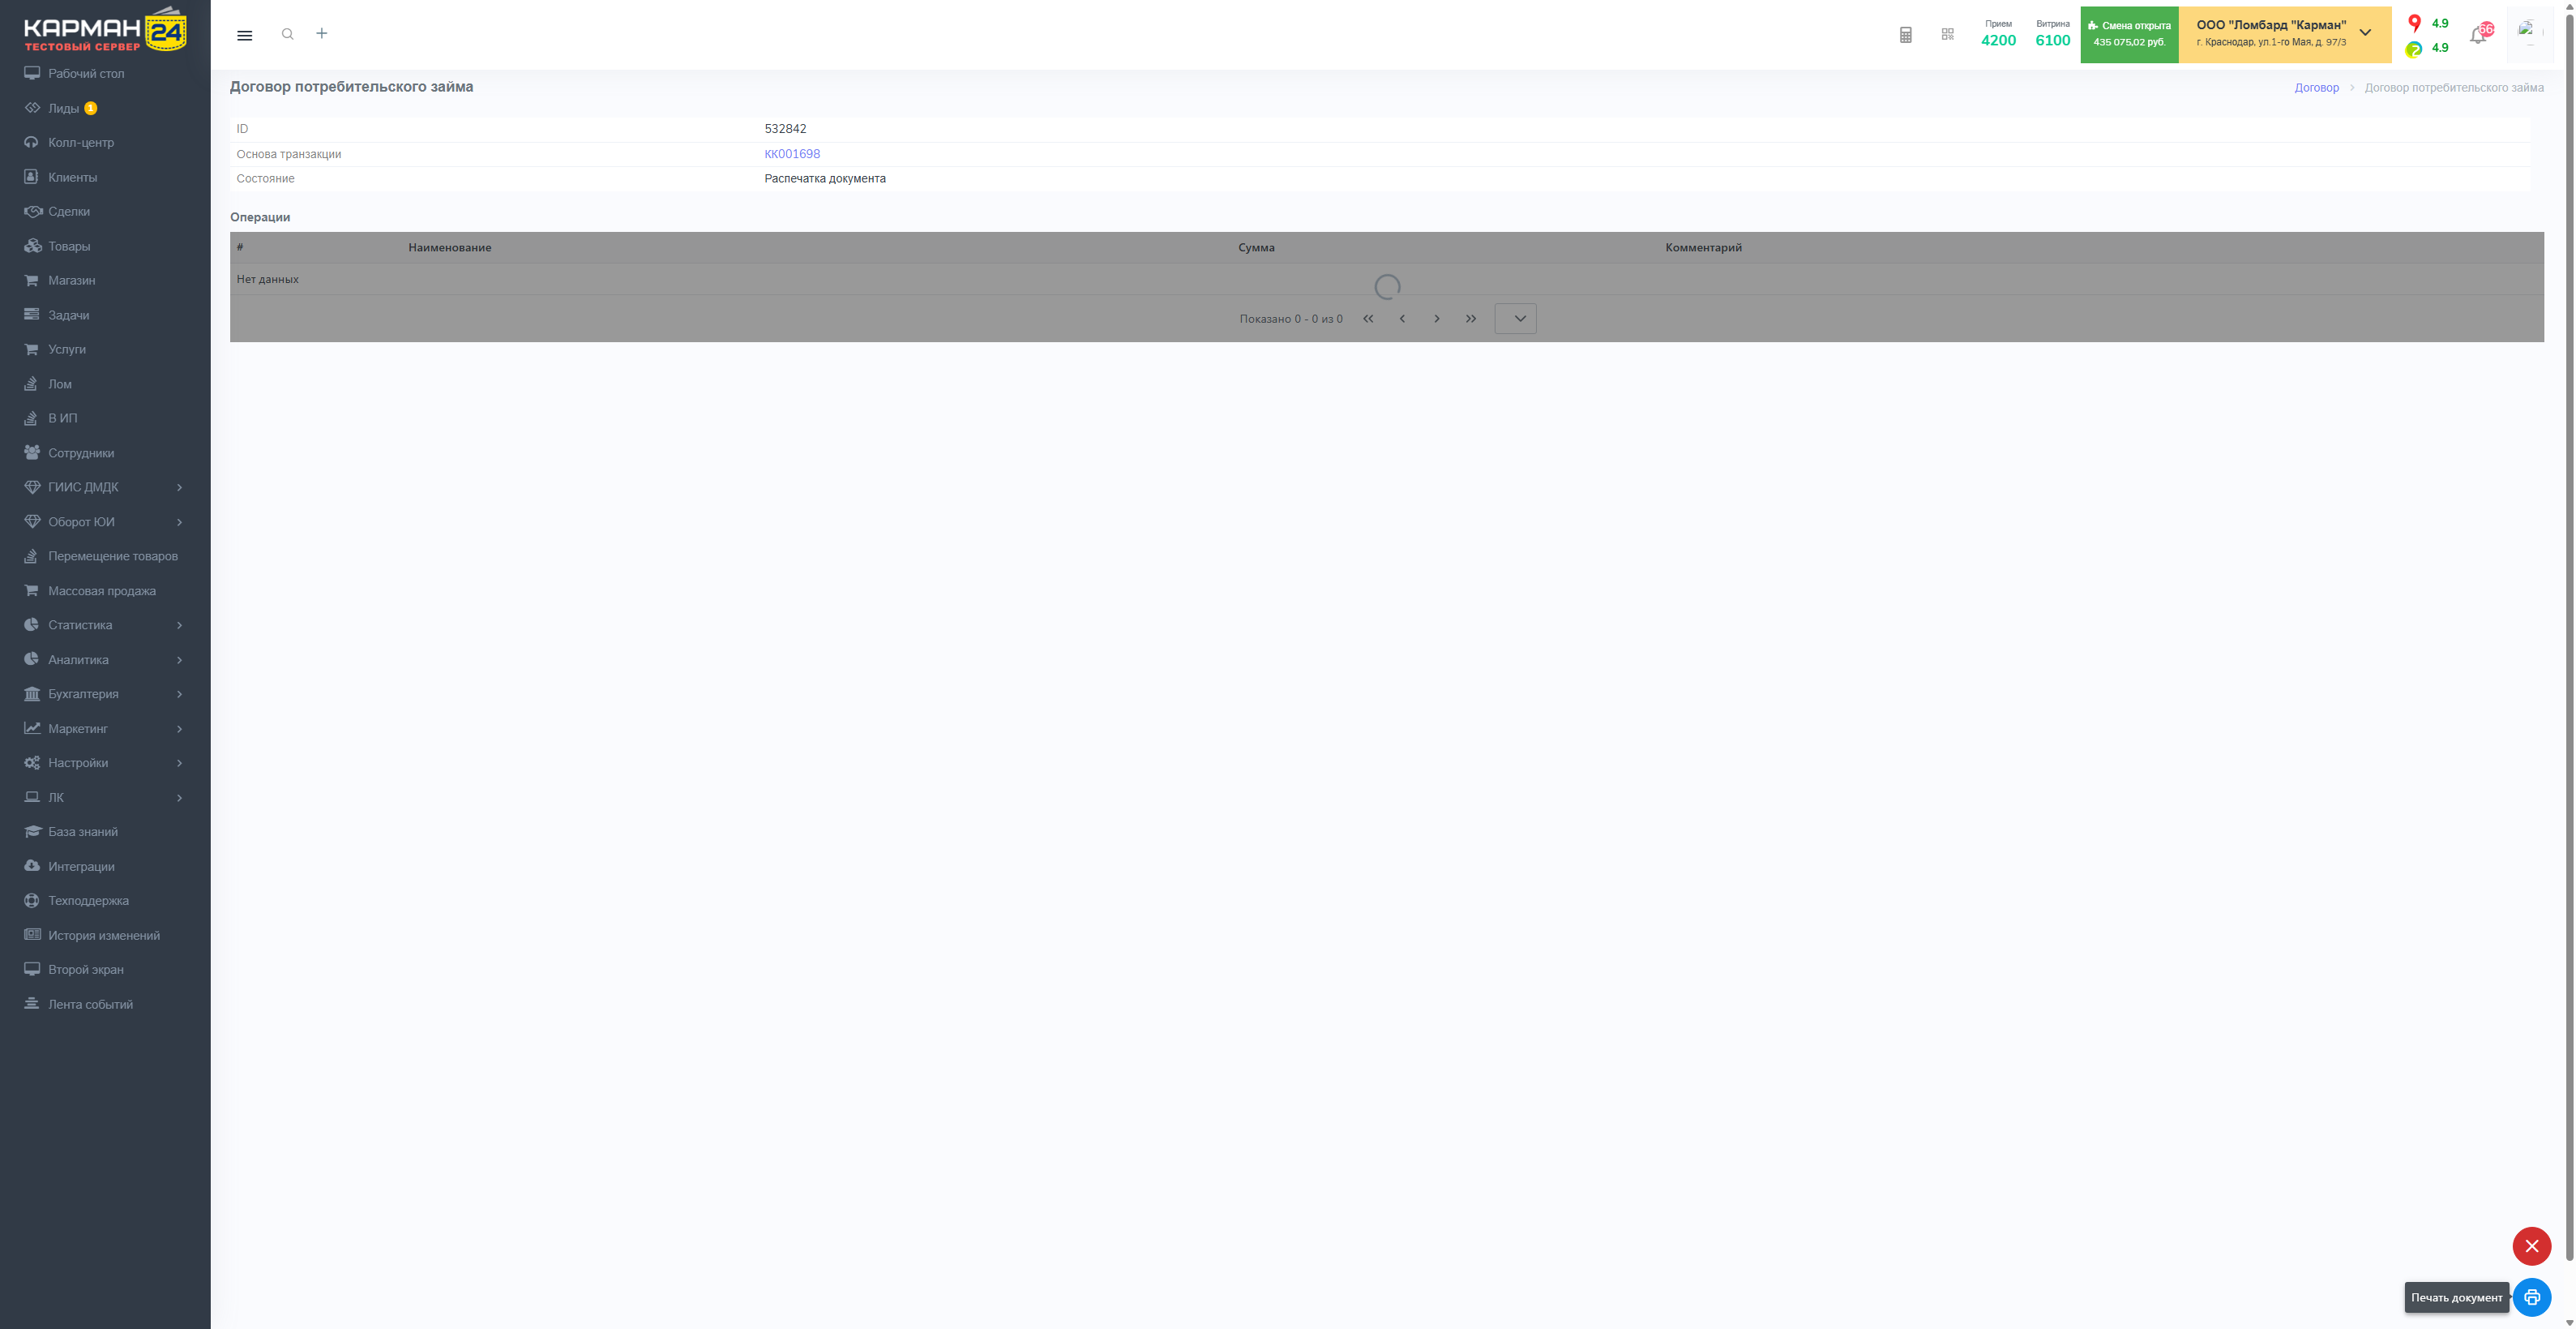 КАРМАН 24
ТЕСТОВЫЙ СЕРВЕР
Рабочий стол
Лиды 1
Колл-центр
Клиенты
Сделки
Товары
Магазин
Задачи
Услуги
Лом
В ИП
Сотрудники
ГИИС ДМДК
Оборот ЮИ
Перемещение товаров
Массовая продажа
Статистика
Аналитика
Бухгалтерия
Маркетинг
Настройки
ЛК
База знаний
Интеграции
Техподдержка
История изменений
Второй экран
Лента событий
Прием
4200
Витрина
6100
Смена открыта
435 075,02 руб.
ООО "Ломбард "Карман"
г. Краснодар, ул.1-го Мая, д. 97/3
4.9
4.9
Договор потребительского займа
Договор > Договор потребительского займа
ID 532842
Основа транзакции КК001698
Состояние Распечатка документа
Операции
# Наименование Сумма Комментарий
Нет данных
Показано 0 - 0 из 0
Печать документ